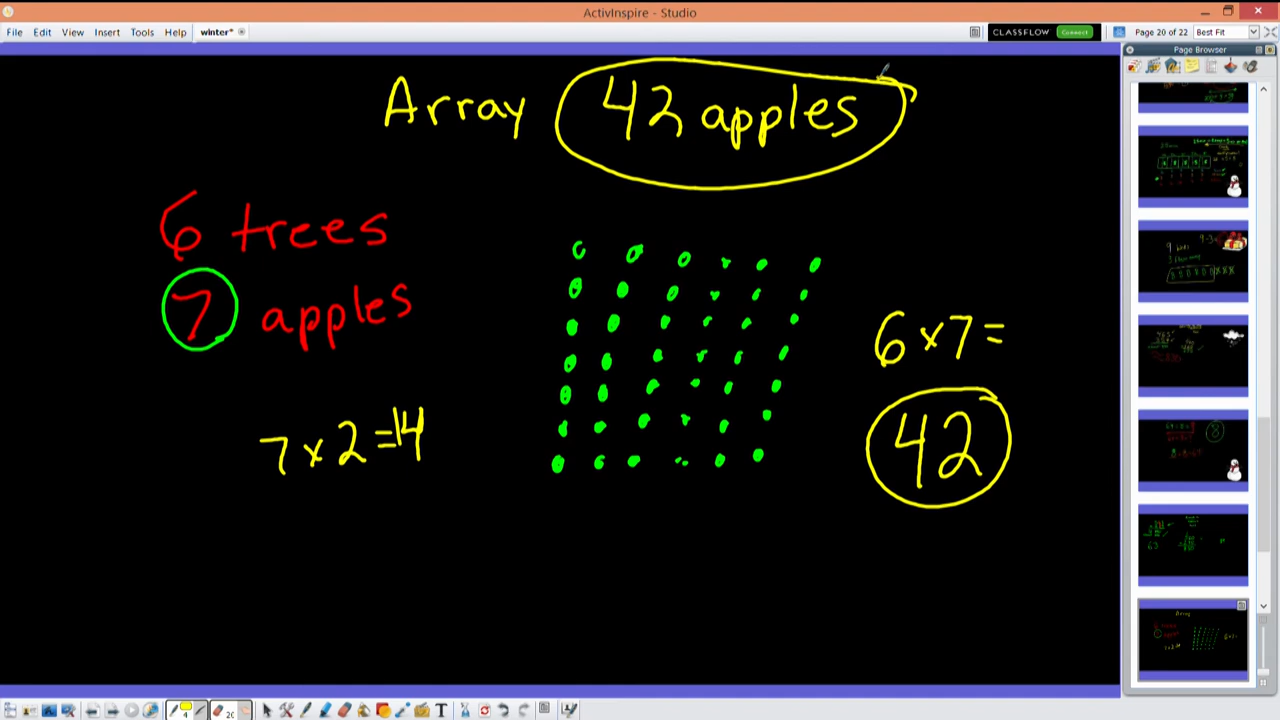 ActivInspire - Studio
File Edit View Insert Tools Help winter*
CLASSFLOW Connect Page 20 of 22 Best Fit
Page Browser
Array 42 apples
6 trees
7 apples
6 x 7 =
42
7 x 2 = 14